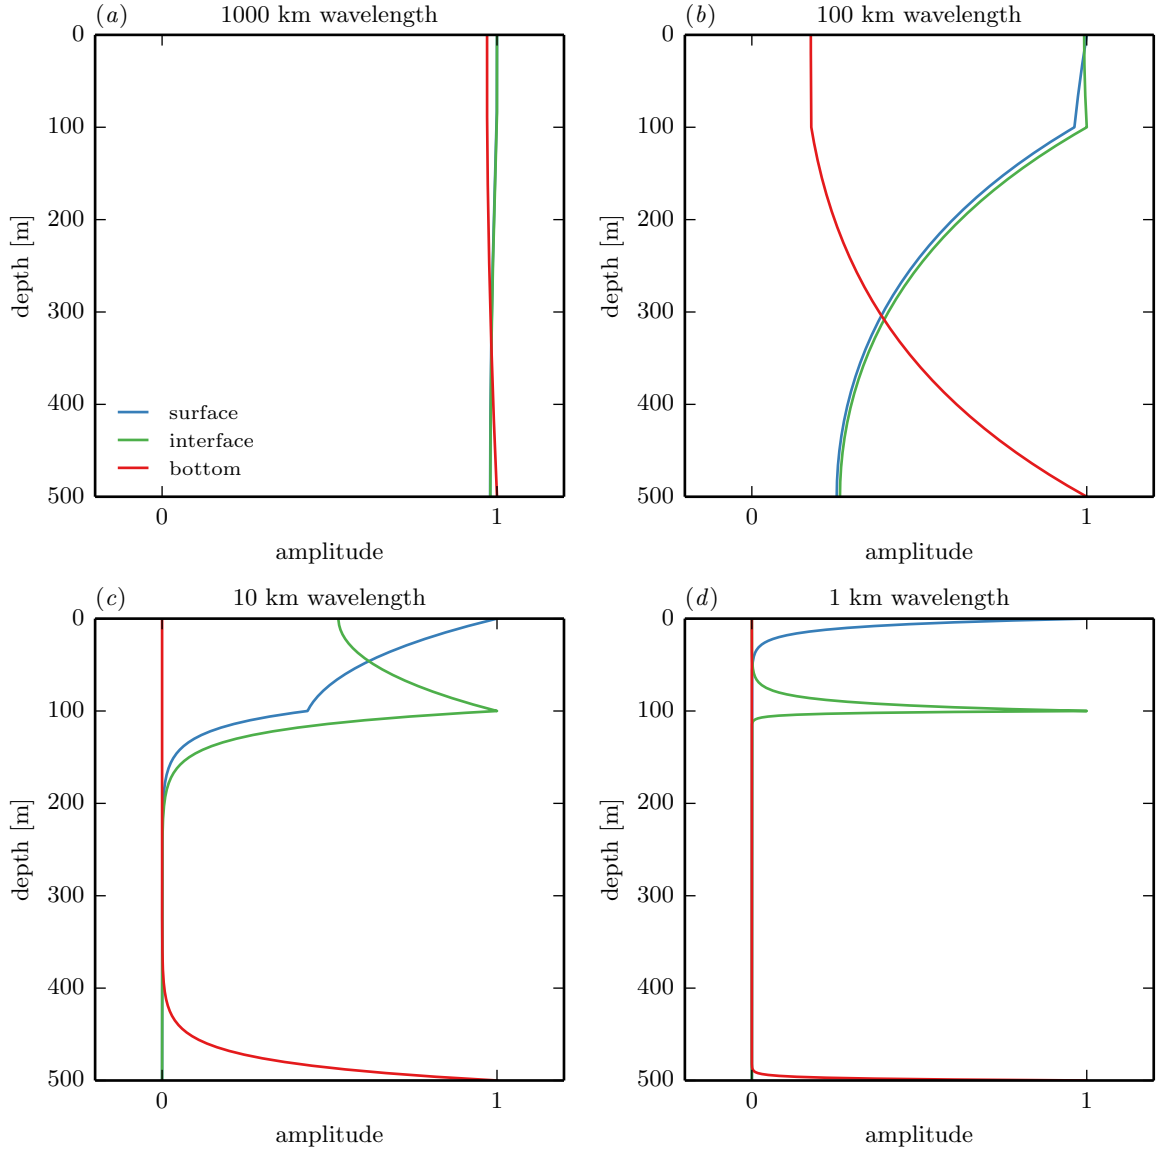 (a) 1000 km wavelength
0
100
200
300
400
500
depth [m]
surface
interface
bottom
0 1
amplitude
(b) 100 km wavelength
0
100
200
300
400
500
depth [m]
0 1
amplitude
(c) 10 km wavelength
0
100
200
300
400
500
depth [m]
0 1
amplitude
(d) 1 km wavelength
0
100
200
300
400
500
depth [m]
0 1
amplitude